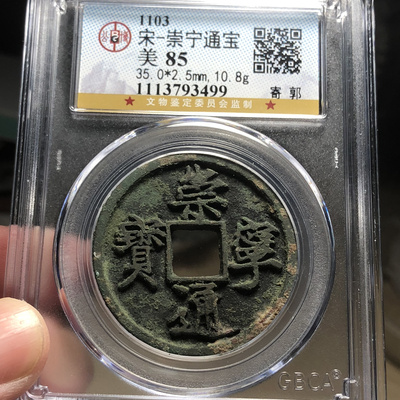 1103
宋-崇宁通宝
美 85
35.0*2.5mm, 10.8g
1113793499
寄 郭
★ 文物鉴定委员会监制 ★
崇寧通寶
GBCA